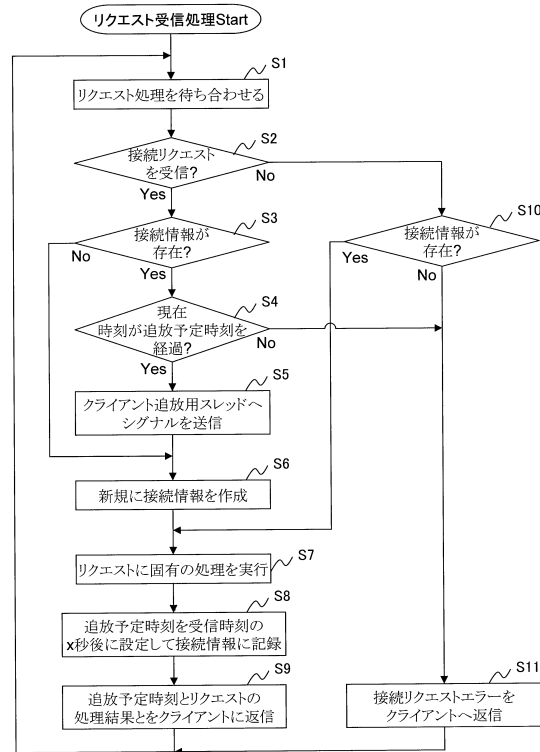 リクエスト受信処理Start
S1
リクエスト処理を待ち合わせる
S2
接続リクエスト
を受信?
No
Yes
S3
接続情報が
存在?
No
Yes
S10
接続情報が
存在?
Yes
No
S4
現在
時刻が追放予定時刻を
経過?
No
Yes
S5
クライアント追放用スレッドへ
シグナルを送信
S6
新規に接続情報を作成
S7
リクエストに固有の処理を実行
S8
追放予定時刻を受信時刻の
x秒後に設定して接続情報に記録
S9
追放予定時刻とリクエストの
処理結果とをクライアントに返信
S11
接続リクエストエラーを
クライアントへ返信